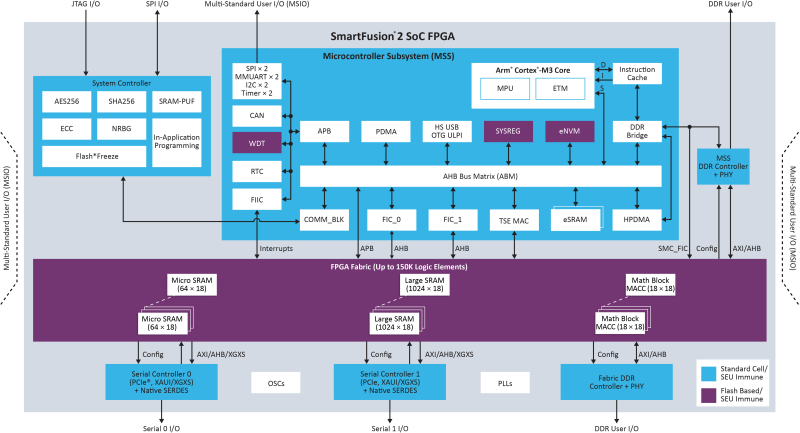 JTAG I/O
SPI I/O
Multi-Standard User I/O (MSIO)
DDR User I/O
SmartFusion®2 SoC FPGA
Microcontroller Subsystem (MSS)
System Controller
AES256
SHA256
SRAM-PUF
ECC
NRBG
In-Application
Programming
Flash*Freeze
SPI × 2
MMUART × 2
I2C × 2
Timer × 2
CAN
WDT
RTC
FIIC
Arm® Cortex®-M3 Core
MPU
ETM
D
I
S
Instruction
Cache
APB
PDMA
HS USB
OTG ULPI
SYSREG
eNVM
DDR
Bridge
AHB Bus Matrix (ABM)
COMM_BLK
FIC_0
FIC_1
TSE MAC
eSRAM
HPDMA
MSS
DDR Controller
+ PHY
Multi-Standard User I/O (MSIO)
Multi-Standard User I/O (MSIO)
Interrupts
APB
AHB
AHB
SMC_FIC
Config
AXI/AHB
FPGA Fabric (Up to 150K Logic Elements)
Micro SRAM
(64 × 18)
Large SRAM
(1024 × 18)
Math Block
MACC (18 × 18)
Micro SRAM
(64 × 18)
Large SRAM
(1024 × 18)
Math Block
MACC (18 × 18)
Config
AXI/AHB/XGXS
Config
AXI/AHB/XGXS
Config
AXI/AHB
Serial Controller 0
(PCIe®, XAUI/XGXS)
+ Native SERDES
OSCs
Serial Controller 1
(PCIe, XAUI/XGXS)
+ Native SERDES
PLLs
Fabric DDR
Controller + PHY
Standard Cell/
SEU Immune
Flash Based/
SEU Immune
Serial 0 I/O
Serial 1 I/O
DDR User I/O